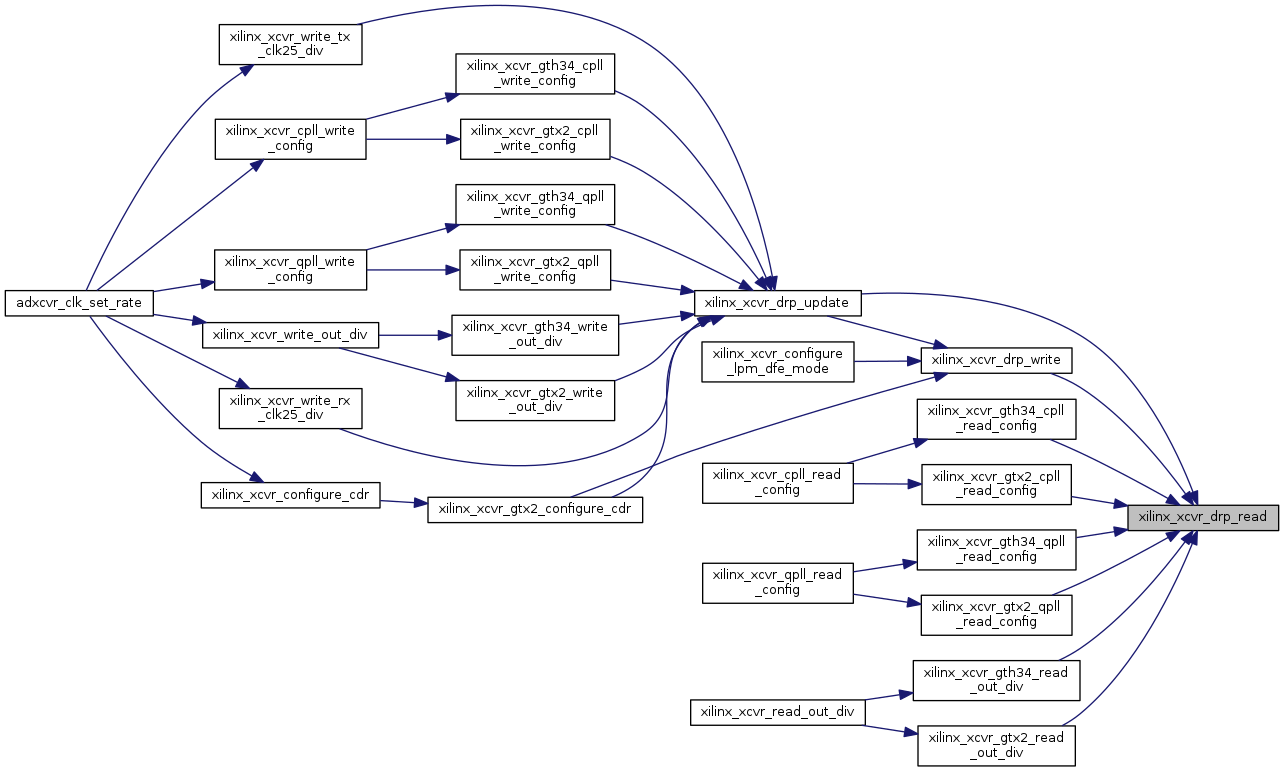 xilinx_xcvr_write_tx
_clk25_div
xilinx_xcvr_gth34_cpll
_write_config
xilinx_xcvr_cpll_write
_config
xilinx_xcvr_gtx2_cpll
_write_config
xilinx_xcvr_gth34_qpll
_write_config
xilinx_xcvr_qpll_write
_config
xilinx_xcvr_gtx2_qpll
_write_config
adxcvr_clk_set_rate
xilinx_xcvr_drp_update
xilinx_xcvr_write_out_div
xilinx_xcvr_gth34_write
_out_div
xilinx_xcvr_configure
_lpm_dfe_mode
xilinx_xcvr_drp_write
xilinx_xcvr_write_rx
_clk25_div
xilinx_xcvr_gtx2_write
_out_div
xilinx_xcvr_gth34_cpll
_read_config
xilinx_xcvr_cpll_read
_config
xilinx_xcvr_gtx2_cpll
_read_config
xilinx_xcvr_configure_cdr
xilinx_xcvr_gtx2_configure_cdr
xilinx_xcvr_drp_read
xilinx_xcvr_gth34_qpll
_read_config
xilinx_xcvr_qpll_read
_config
xilinx_xcvr_gtx2_qpll
_read_config
xilinx_xcvr_gth34_read
_out_div
xilinx_xcvr_read_out_div
xilinx_xcvr_gtx2_read
_out_div